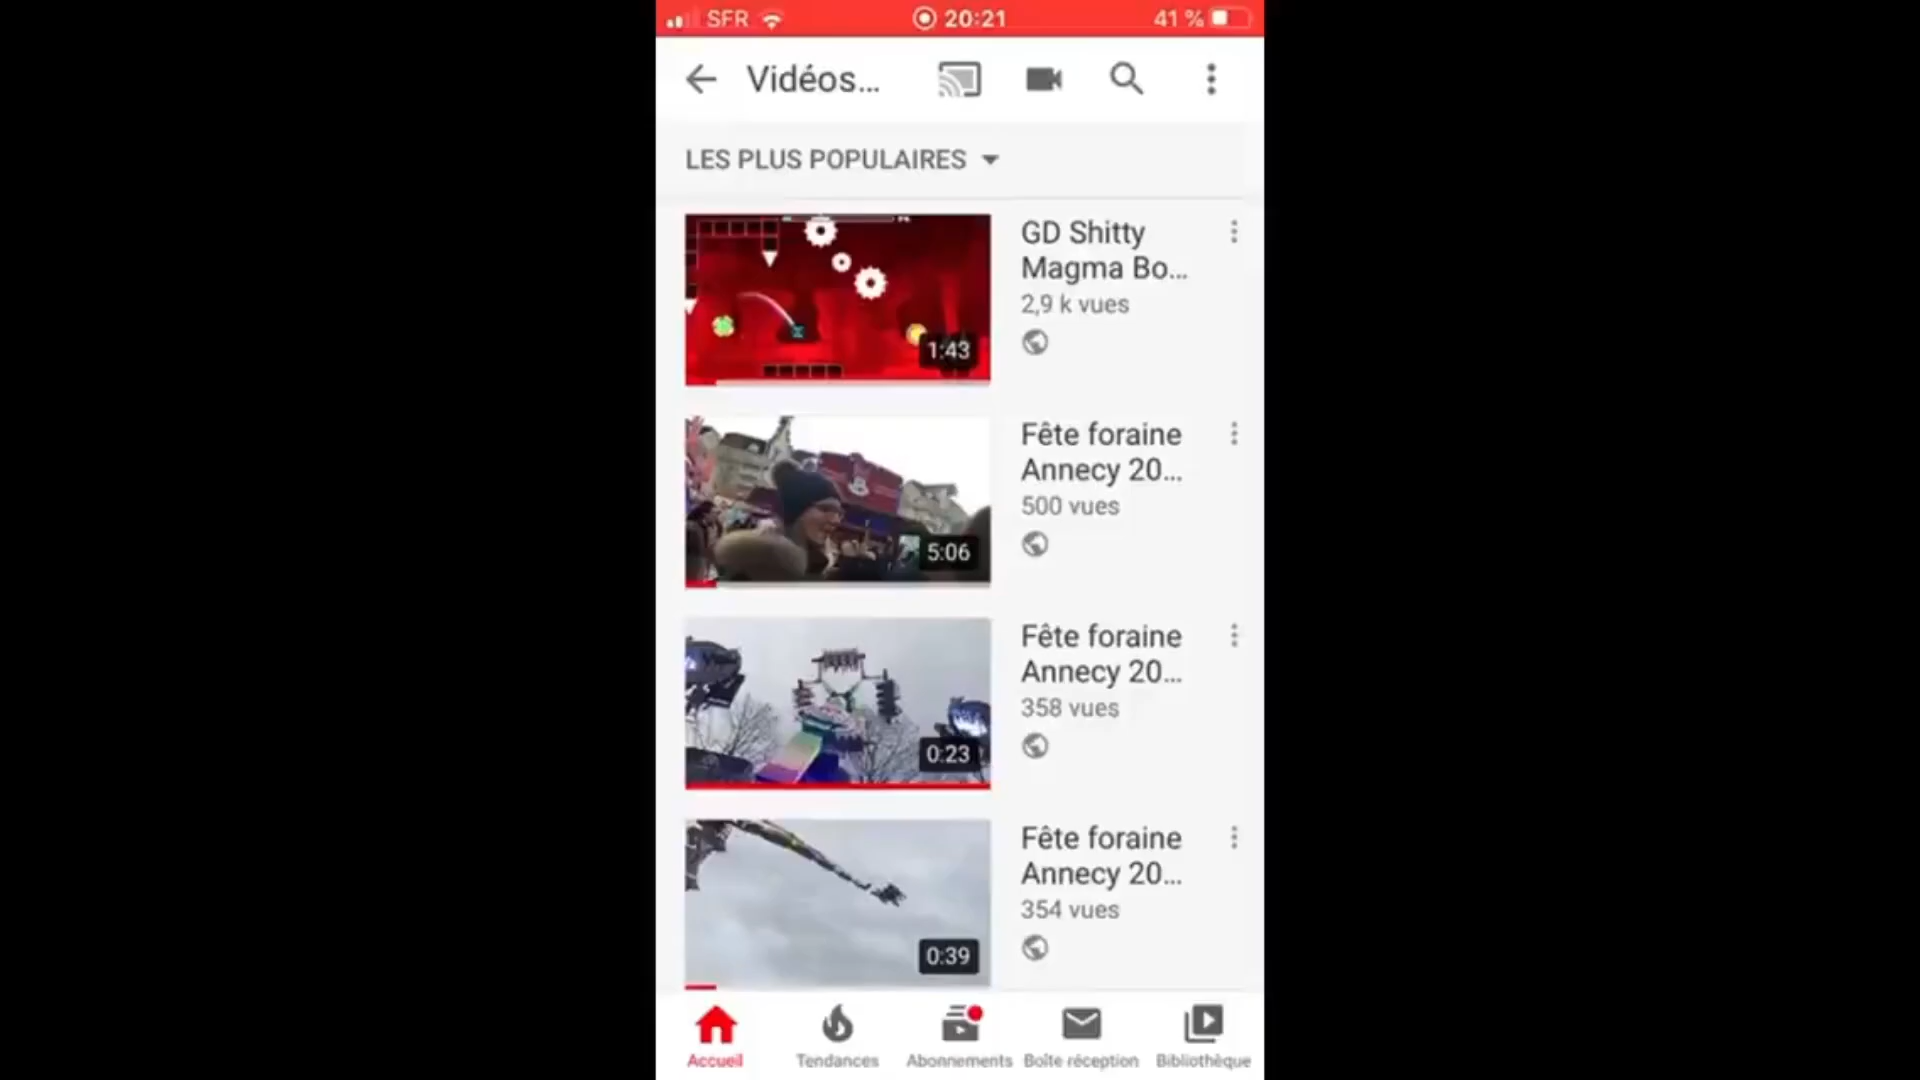 SFR 20:21 41 %
Vidéos...
LES PLUS POPULAIRES
GD Shitty
Magma Bo...
2,9 k vues
1:43
Fête foraine
Annecy 20...
500 vues
5:06
Fête foraine
Annecy 20...
358 vues
0:23
Fête foraine
Annecy 20...
354 vues
0:39
Accueil Tendances Abonnements Boîte réception Bibliothèque